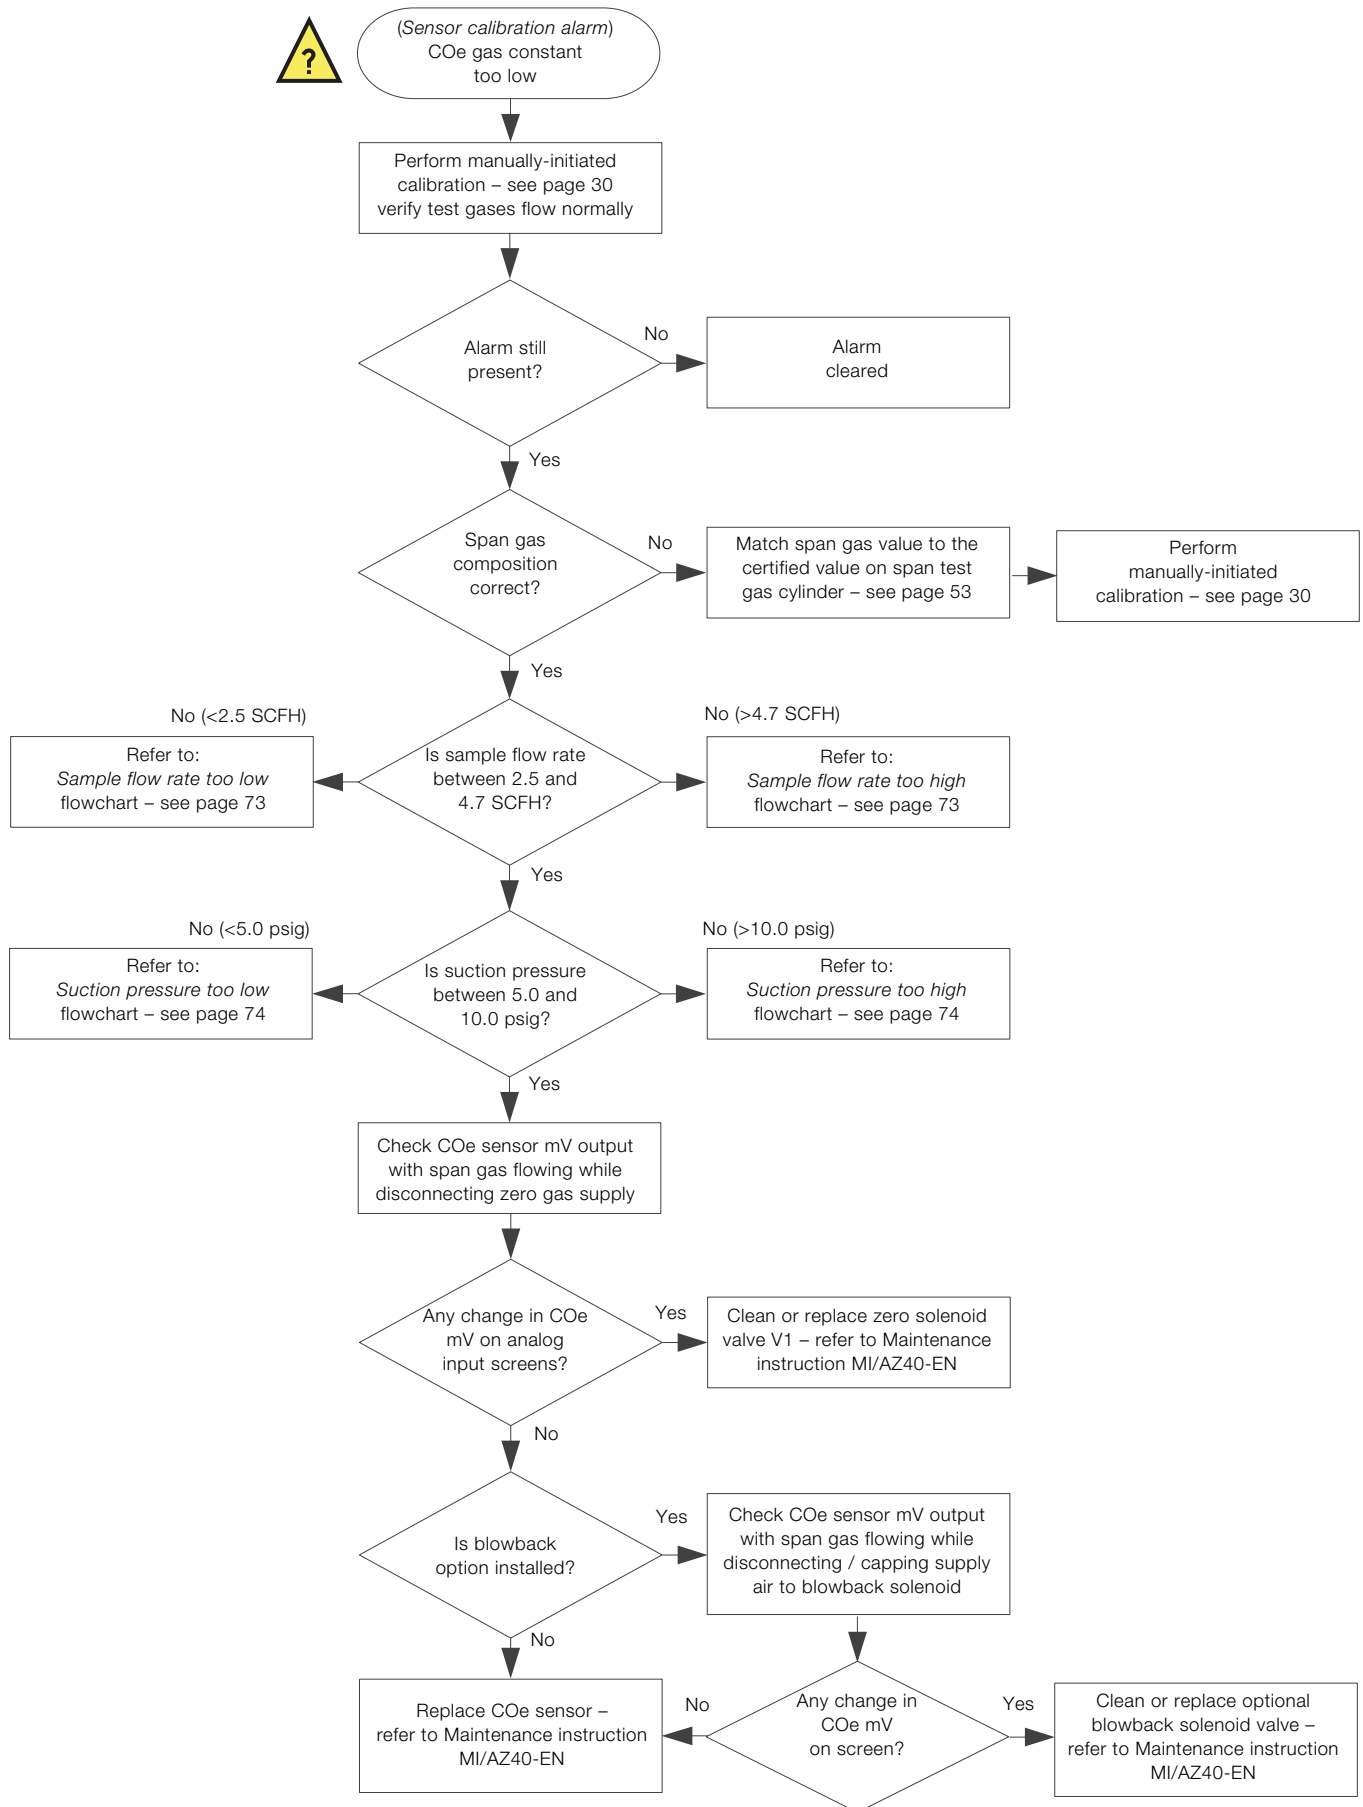 ?
(Sensor calibration alarm)
COe gas constant
too low
Perform manually-initiated
calibration – see page 30
verify test gases flow normally
Alarm still
present?
No
Alarm
cleared
Yes
Span gas
composition
correct?
No
Match span gas value to the
certified value on span test
gas cylinder – see page 53
Perform
manually-initiated
calibration – see page 30
Yes
No (<2.5 SCFH)
Refer to:
Sample flow rate too low
flowchart – see page 73
Is sample flow rate
between 2.5 and
4.7 SCFH?
No (>4.7 SCFH)
Refer to:
Sample flow rate too high
flowchart – see page 73
Yes
No (<5.0 psig)
Refer to:
Suction pressure too low
flowchart – see page 74
Is suction pressure
between 5.0 and
10.0 psig?
No (>10.0 psig)
Refer to:
Suction pressure too high
flowchart – see page 74
Yes
Check COe sensor mV output
with span gas flowing while
disconnecting zero gas supply
Any change in COe
mV on analog
input screens?
Yes
Clean or replace zero solenoid
valve V1 – refer to Maintenance
instruction MI/AZ40-EN
No
Is blowback
option installed?
Yes
Check COe sensor mV output
with span gas flowing while
disconnecting / capping supply
air to blowback solenoid
No
Replace COe sensor –
refer to Maintenance instruction
MI/AZ40-EN
No
Any change in
COe mV
on screen?
Yes
Clean or replace optional
blowback solenoid valve –
refer to Maintenance instruction
MI/AZ40-EN